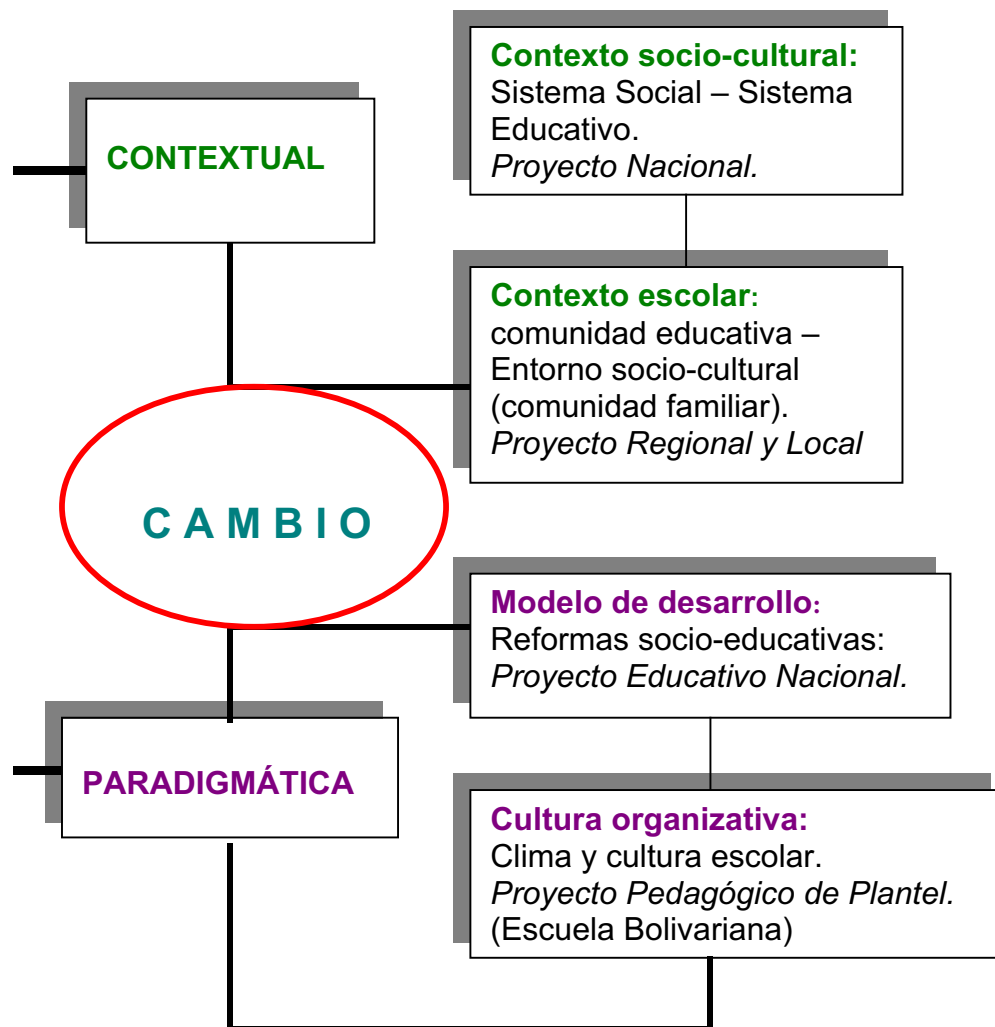 CONTEXTUAL
Contexto socio-cultural:
Sistema Social – Sistema
Educativo.
Proyecto Nacional.
Contexto escolar:
comunidad educativa –
Entorno socio-cultural
(comunidad familiar).
Proyecto Regional y Local
C A M B I O
Modelo de desarrollo:
Reformas socio-educativas:
Proyecto Educativo Nacional.
PARADIGMÁTICA
Cultura organizativa:
Clima y cultura escolar.
Proyecto Pedagógico de Plantel.
(Escuela Bolivariana)